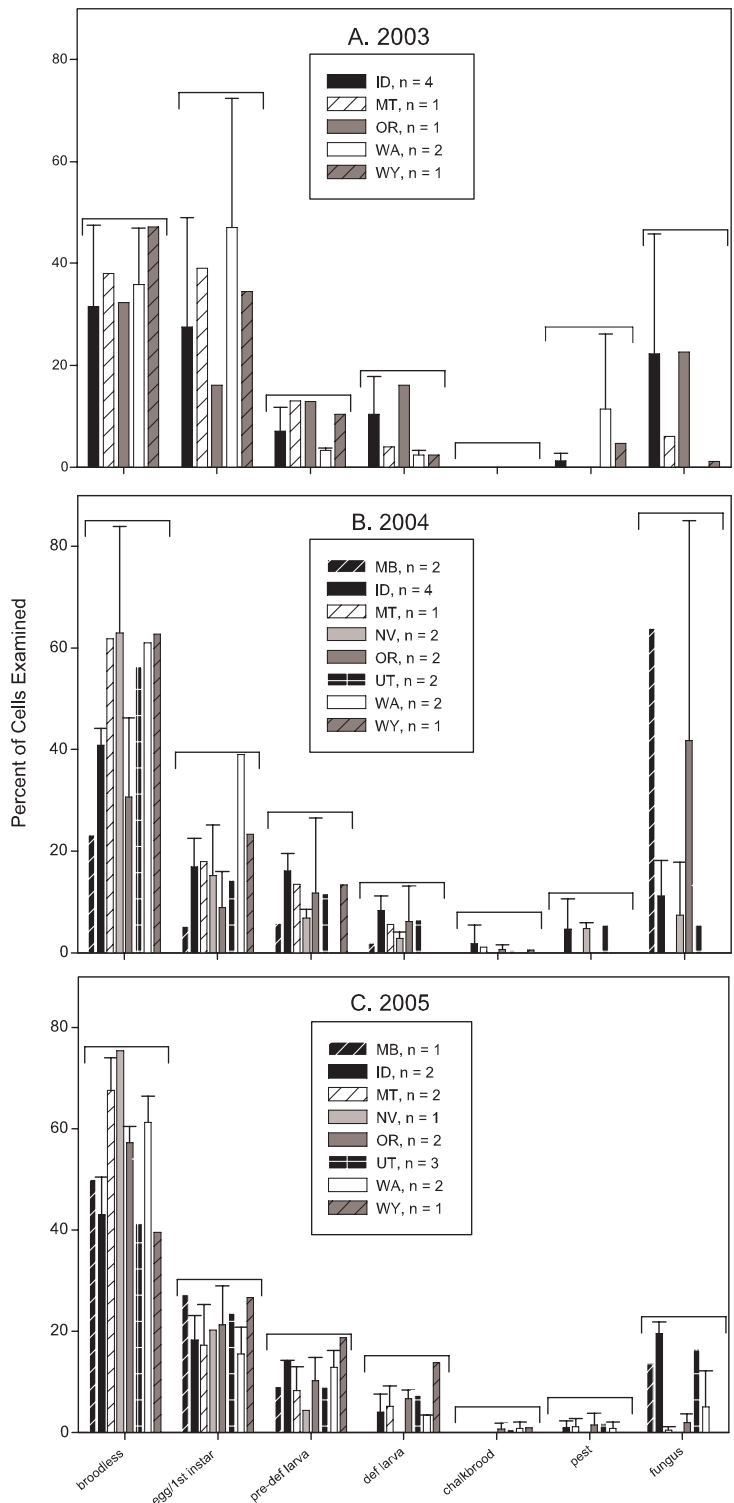 A. 2003
ID, n = 4
MT, n = 1
OR, n = 1
WA, n = 2
WY, n = 1
80
60
40
20
0
B. 2004
MB, n = 2
ID, n = 4
MT, n = 1
NV, n = 2
OR, n = 2
UT, n = 2
WA, n = 2
WY, n = 1
80
60
40
20
0
Percent of Cells Examined
C. 2005
MB, n = 1
ID, n = 2
MT, n = 2
NV, n = 1
OR, n = 2
UT, n = 3
WA, n = 2
WY, n = 1
80
60
40
20
0
broodless
egg/1st instar
pre-def larva
def larva
chalkbrood
pest
fungus